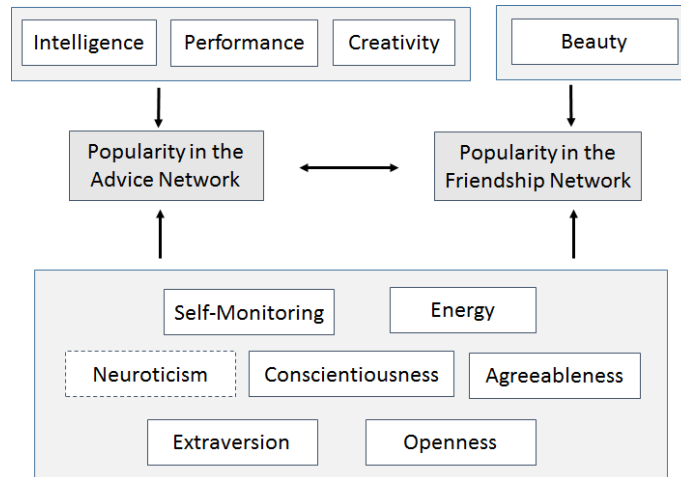 Intelligence
Performance
Creativity
Beauty
Popularity in the
Advice Network
Popularity in the
Friendship Network
Self-Monitoring
Energy
Neuroticism
Conscientiousness
Agreeableness
Extraversion
Openness